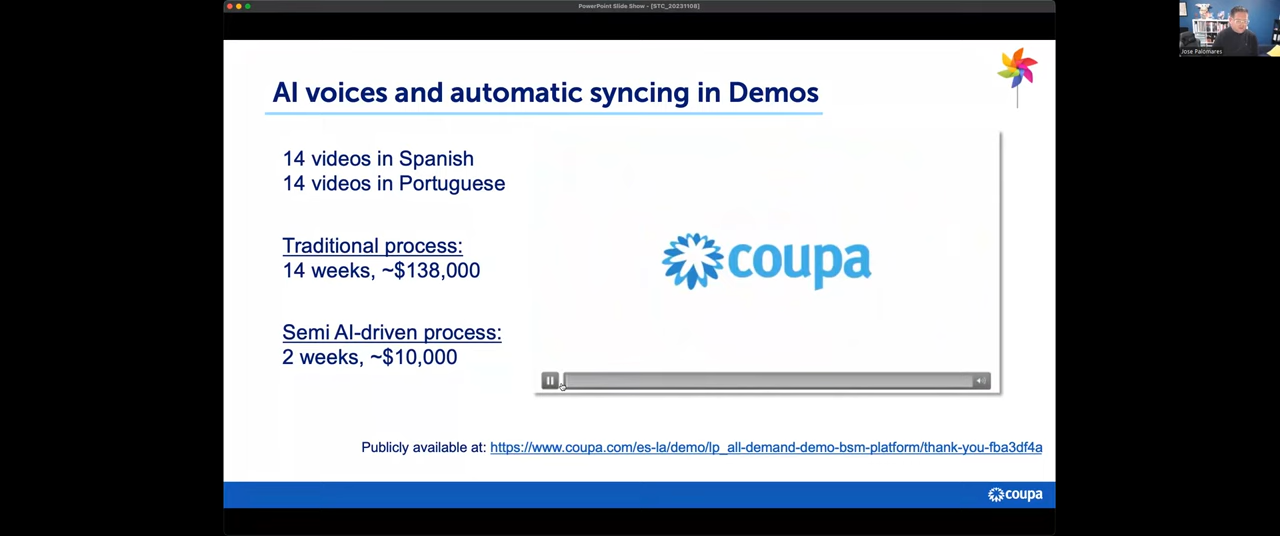 PowerPoint Slide Show - [STC_20231108]
Jose Palomares
AI voices and automatic syncing in Demos
14 videos in Spanish
14 videos in Portuguese
Traditional process:
14 weeks, ~$138,000
Semi AI-driven process:
2 weeks, ~$10,000
coupa
Publicly available at: https://www.coupa.com/es-la/demo/lp_all-demand-demo-bsm-platform/thank-you-fba3df4a
coupa